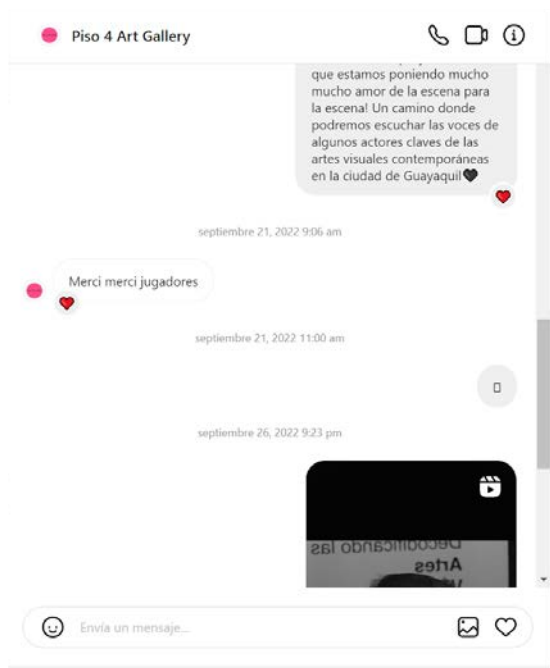 Piso 4 Art Gallery
que estamos poniendo mucho
mucho amor de la escena para
la escena! Un camino donde
podremos escuchar las voces de
algunos actores claves de las
artes visuales contemporáneas
en la ciudad de Guayaquil🖤
septiembre 21, 2022 9:06 am
Merci merci jugadores
septiembre 21, 2022 11:00 am
septiembre 26, 2022 9:23 pm
Decodificando las
Artes
Envía un mensaje...